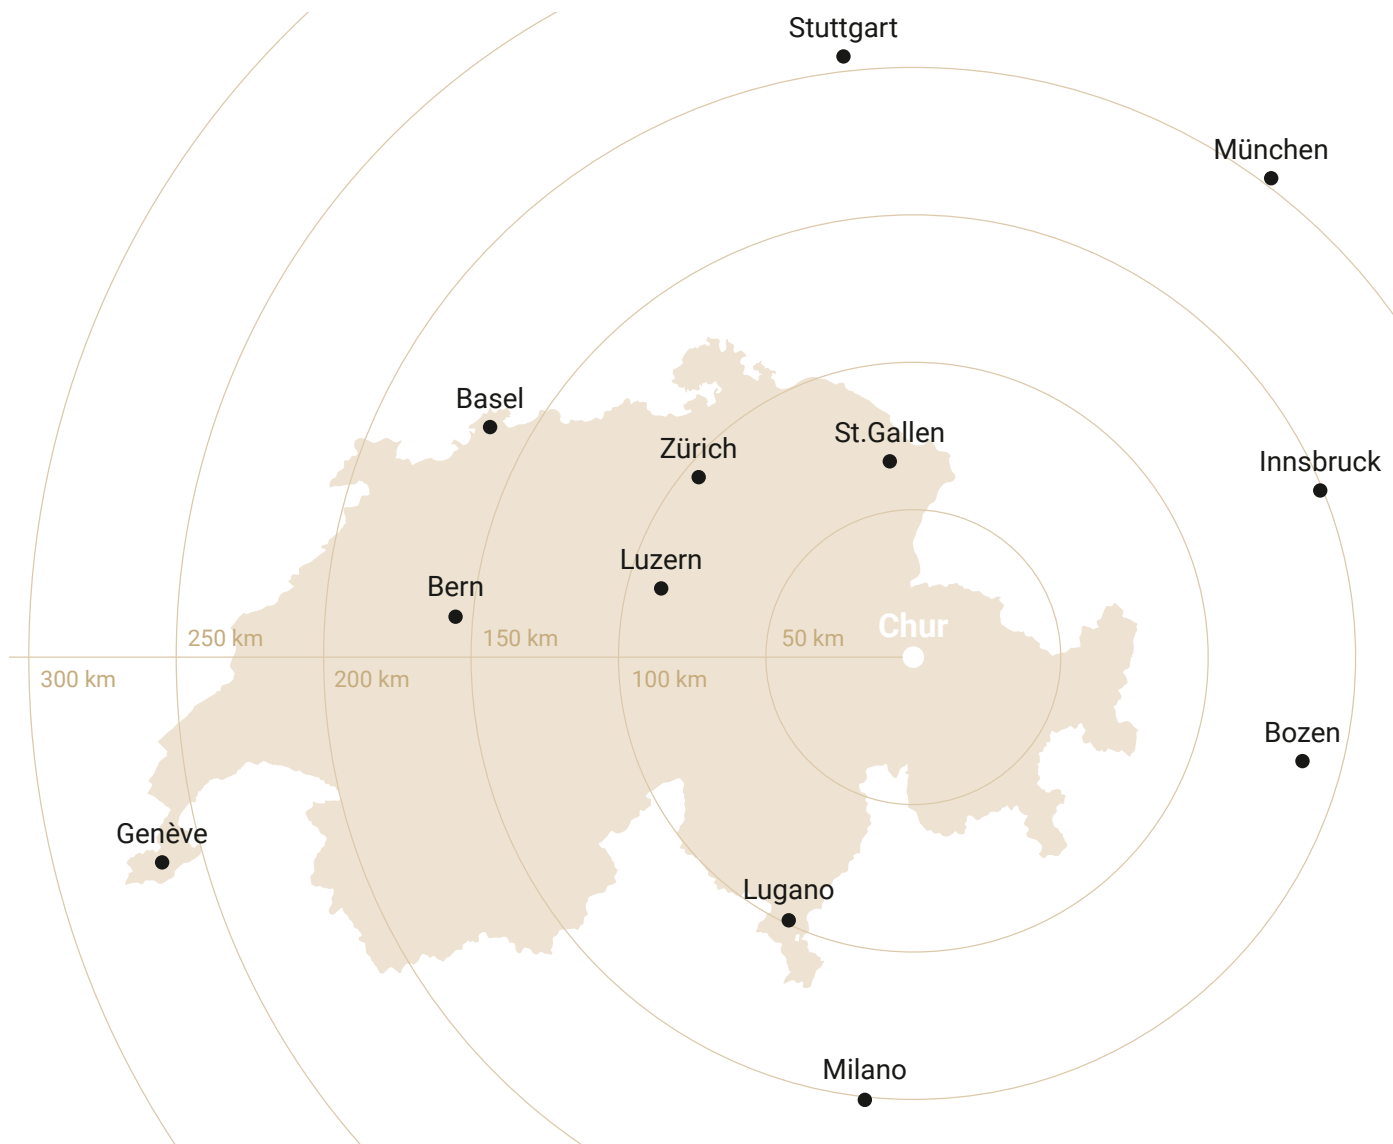 Stuttgart
München
Basel
Zürich
St.Gallen
Innsbruck
Luzern
Bern
Chur
250 km
150 km
50 km
300 km
200 km
100 km
Bozen
Genève
Lugano
Milano